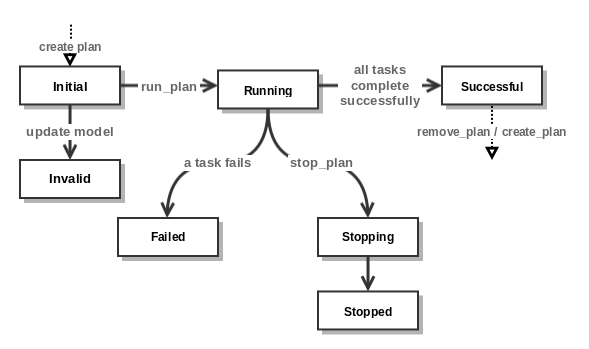 create plan
Initial
run_plan
Running
all tasks
complete
successfully
Successful
update model
remove_plan / create_plan
Invalid
a task fails
stop_plan
Failed
Stopping
Stopped